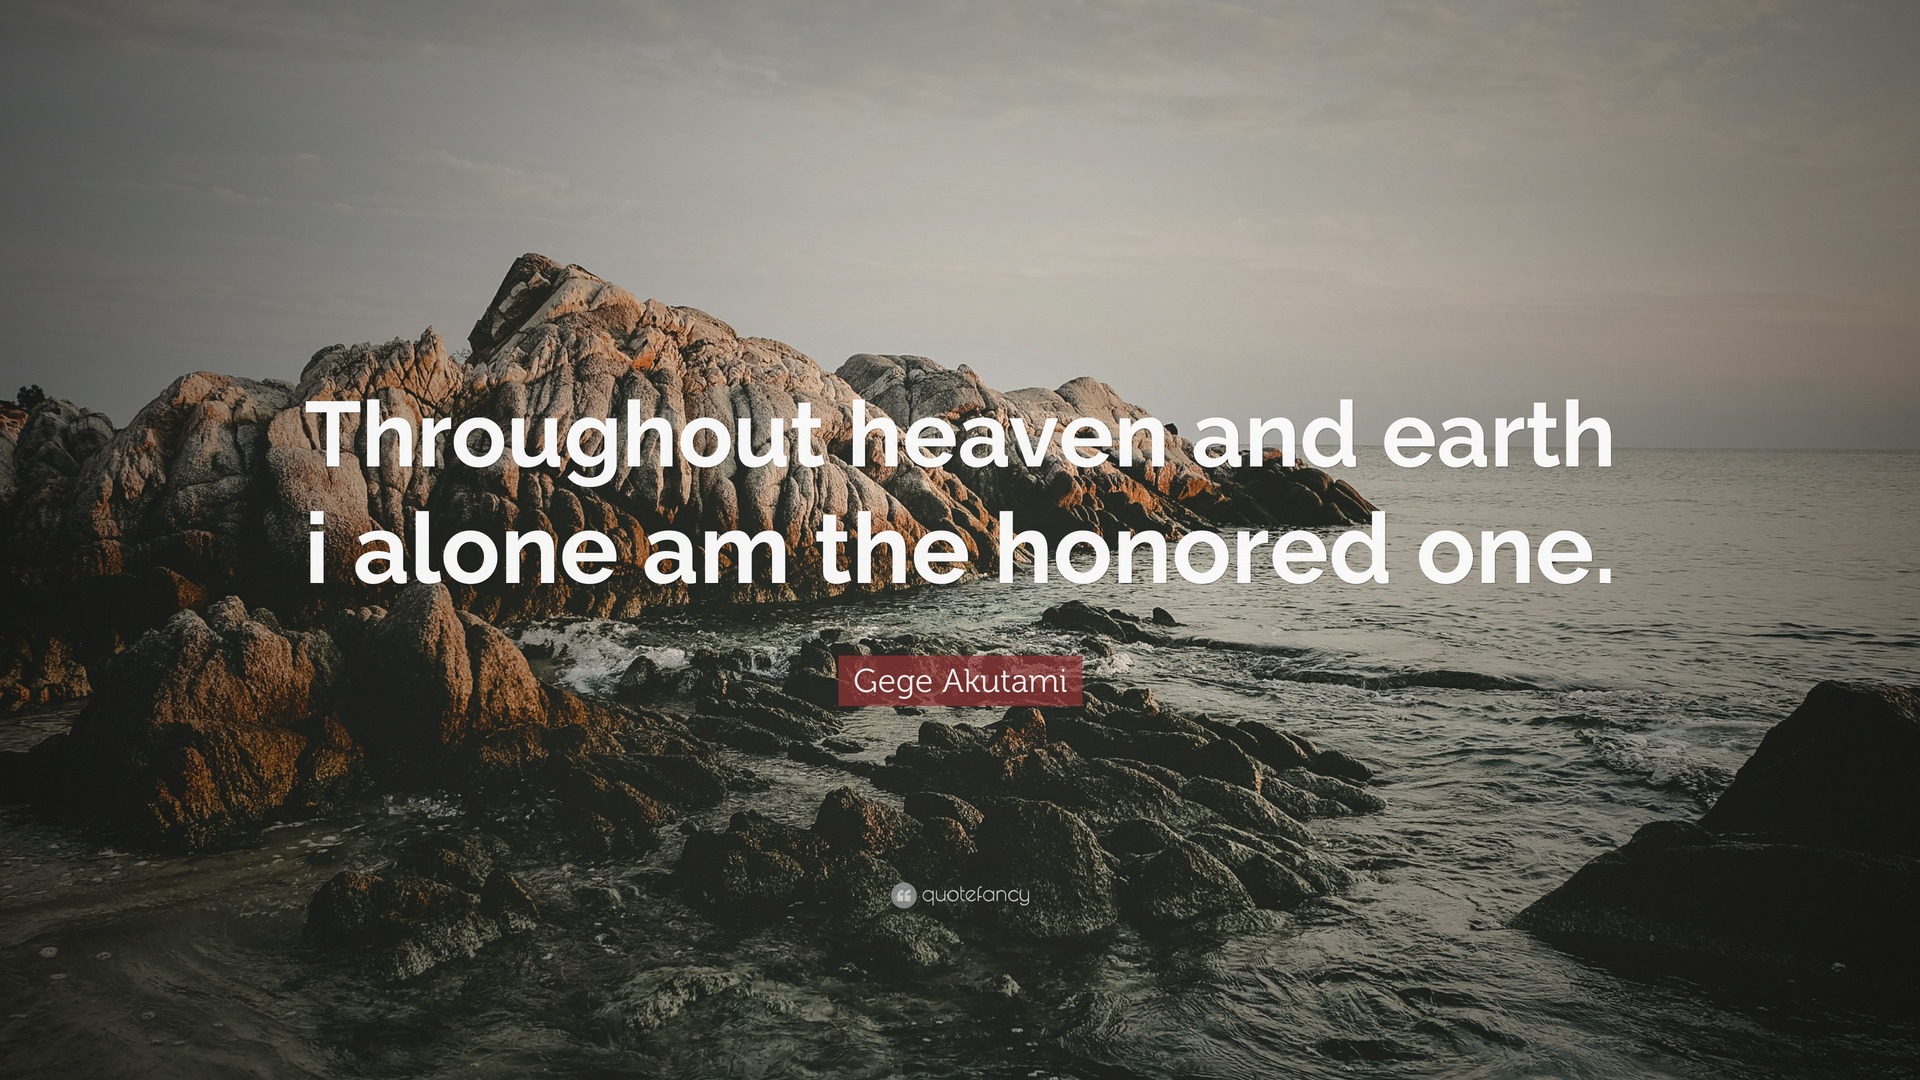 Throughout heaven and earth
i alone am the honored one.
Gege Akutami
quotefancy